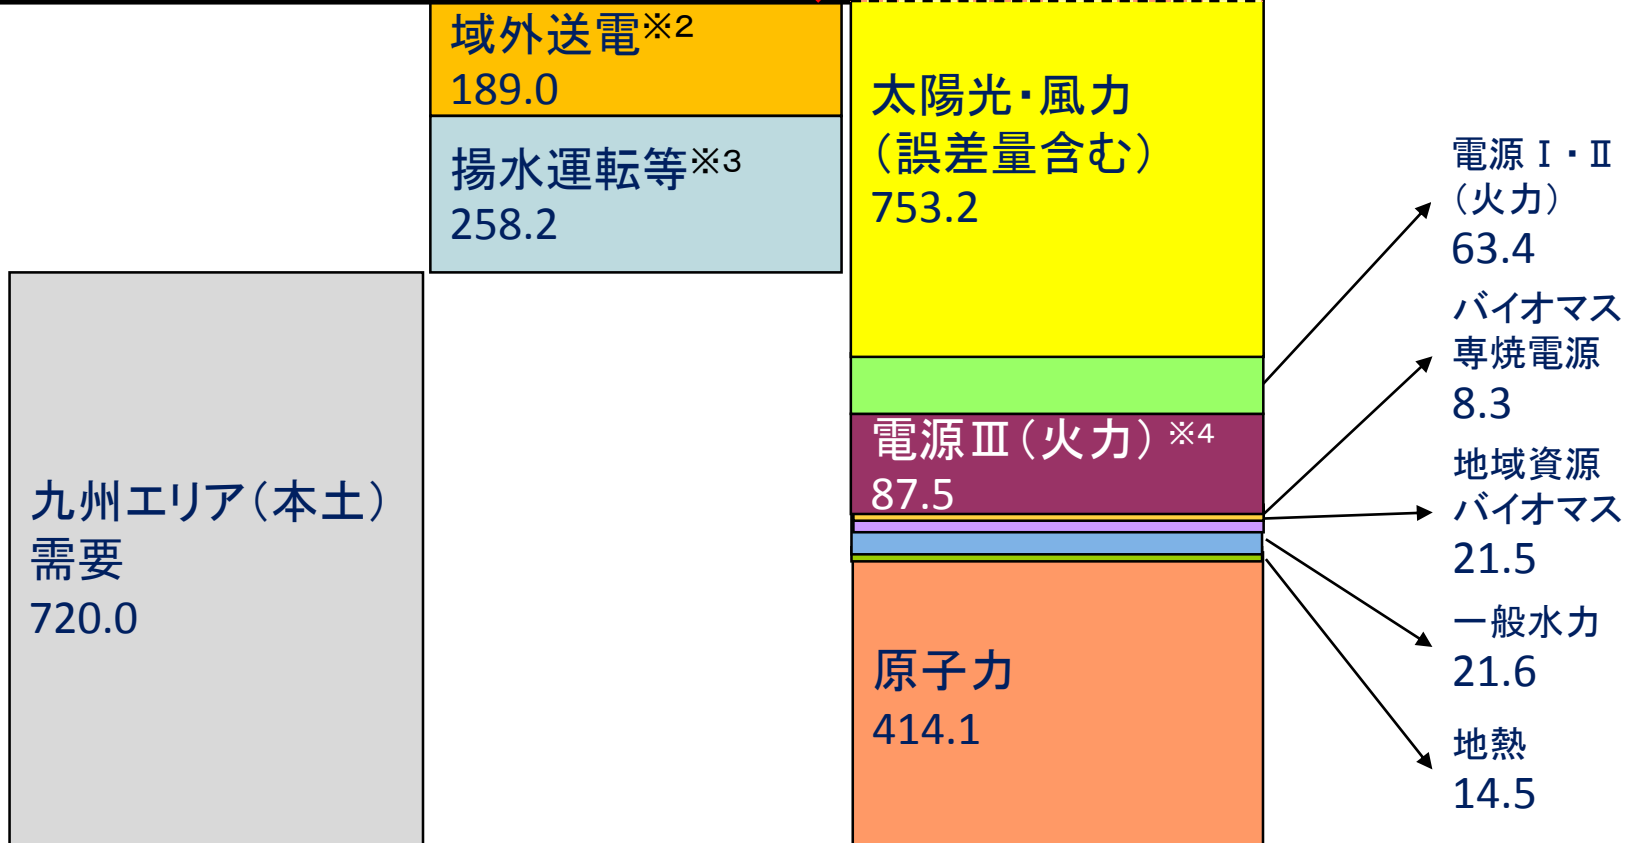 域外送電※2
189.0
揚水運転等※3
258.2
九州エリア（本土）
需要
720.0
太陽光・風力
（誤差量含む）
753.2
電源Ⅲ（火力）※4
87.5
原子力
414.1
電源Ⅰ・Ⅱ
（火力）
63.4
バイオマス
専焼電源
8.3
地域資源
バイオマス
21.5
一般水力
21.6
地熱
14.5